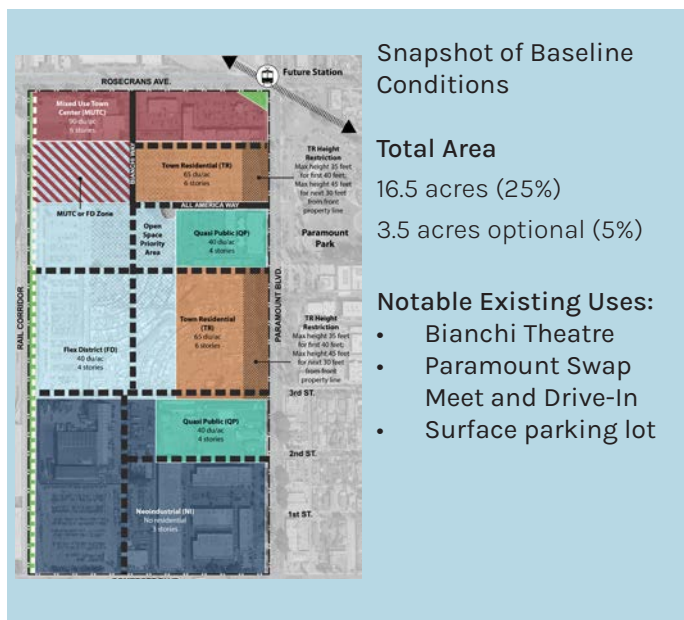 Snapshot of Baseline
Conditions
Total Area
16.5 acres (25%)
3.5 acres optional (5%)
Notable Existing Uses:
• Bianchi Theatre
• Paramount Swap
Meet and Drive-In
• Surface parking lot
ROSECRANS AVE.
Future Station
Mixed Use Town
Center (MUTC)
90 du/ac
6 stories
BIANCHI WAY
Town Residential (TR)
65 du/ac
6 stories
TR Height
Restriction
Max height 35 feet
for first 40 feet;
Max height 45 feet
for next 30 feet
from front
property line
MUTC or FD Zone
ALL AMERICA WAY
Open
Space
Priority
Area
Quasi Public (QP)
40 du/ac
4 stories
Paramount
Park
RAIL CORRIDOR
PARAMOUNT BLVD.
Flex District (FD)
40 du/ac
4 stories
Town Residential
(TR)
65 du/ac
6 stories
TR Height
Restriction
Max height 35 feet
for first 40 feet;
Max height 45 feet
for next 30 feet
from front
property line
3rd ST.
Quasi Public (QP)
40 du/ac
4 stories
2nd ST.
Neoindustrial (NI)
No residential
3 stories
1st ST.